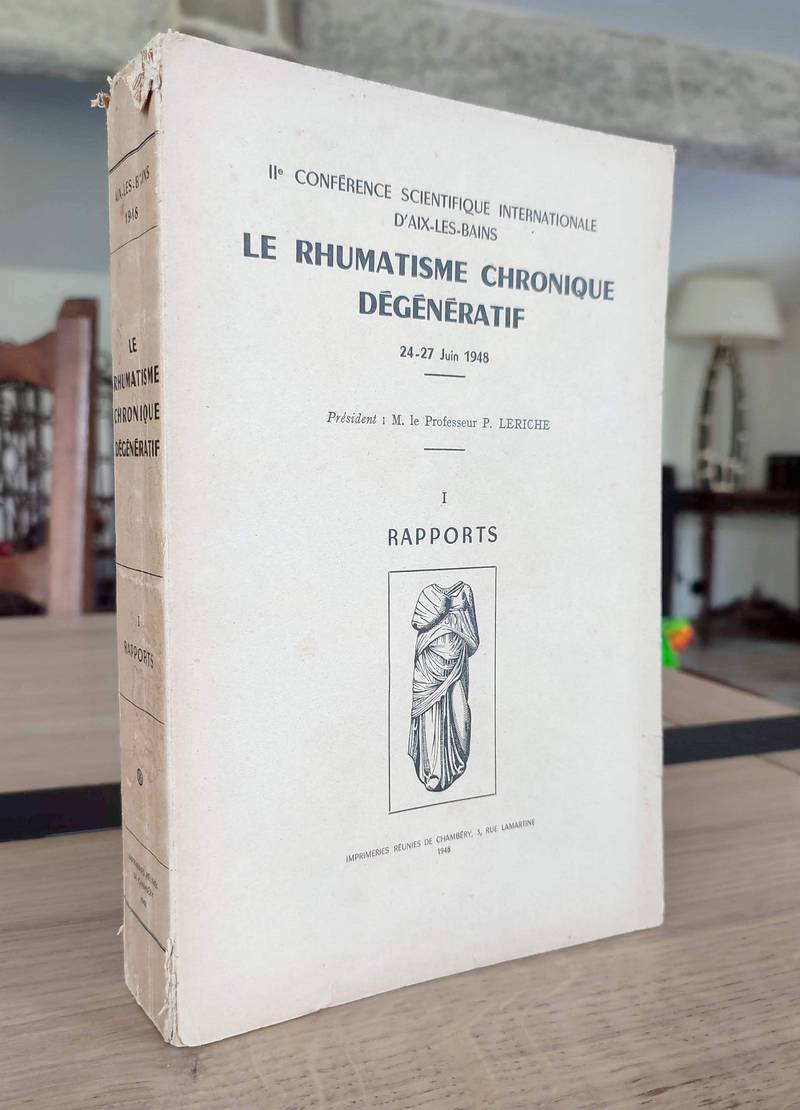 AIX-LES-BAINS
1948
LE
RHUMATISME
CHRONIQUE
DÉGÉNÉRATIF
I
RAPPORTS
IIe CONFÉRENCE SCIENTIFIQUE INTERNATIONALE
D'AIX-LES-BAINS
LE RHUMATISME CHRONIQUE
DÉGÉNÉRATIF
24-27 Juin 1948
Président : M. le Professeur P. LERICHE
I
RAPPORTS
IMPRIMERIES RÉUNIES DE CHAMBÉRY, 3, RUE LAMARTINE
1948